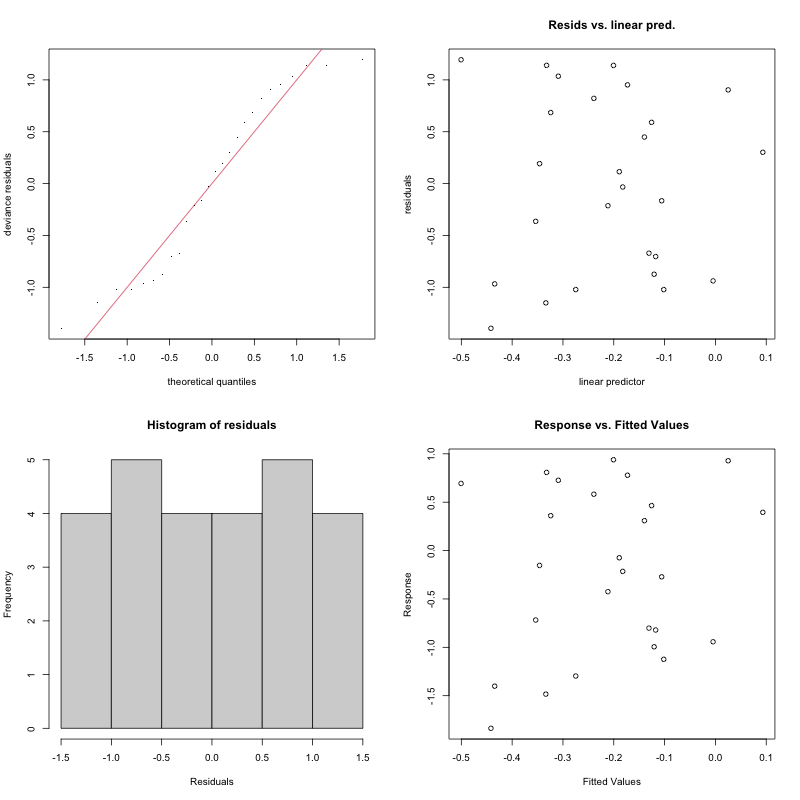 1.0
0.5
0.0
-0.5
-1.0
deviance residuals
-1.5 -1.0 -0.5 0.0 0.5 1.0 1.5
theoretical quantiles
Resids vs. linear pred.
1.0
0.5
0.0
-0.5
-1.0
residuals
-0.5 -0.4 -0.3 -0.2 -0.1 0.0 0.1
linear predictor
Histogram of residuals
5
4
3
2
1
0
Frequency
-1.5 -1.0 -0.5 0.0 0.5 1.0 1.5
Residuals
Response vs. Fitted Values
1.0
0.5
0.0
-0.5
-1.0
-1.5
Response
-0.5 -0.4 -0.3 -0.2 -0.1 0.0 0.1
Fitted Values